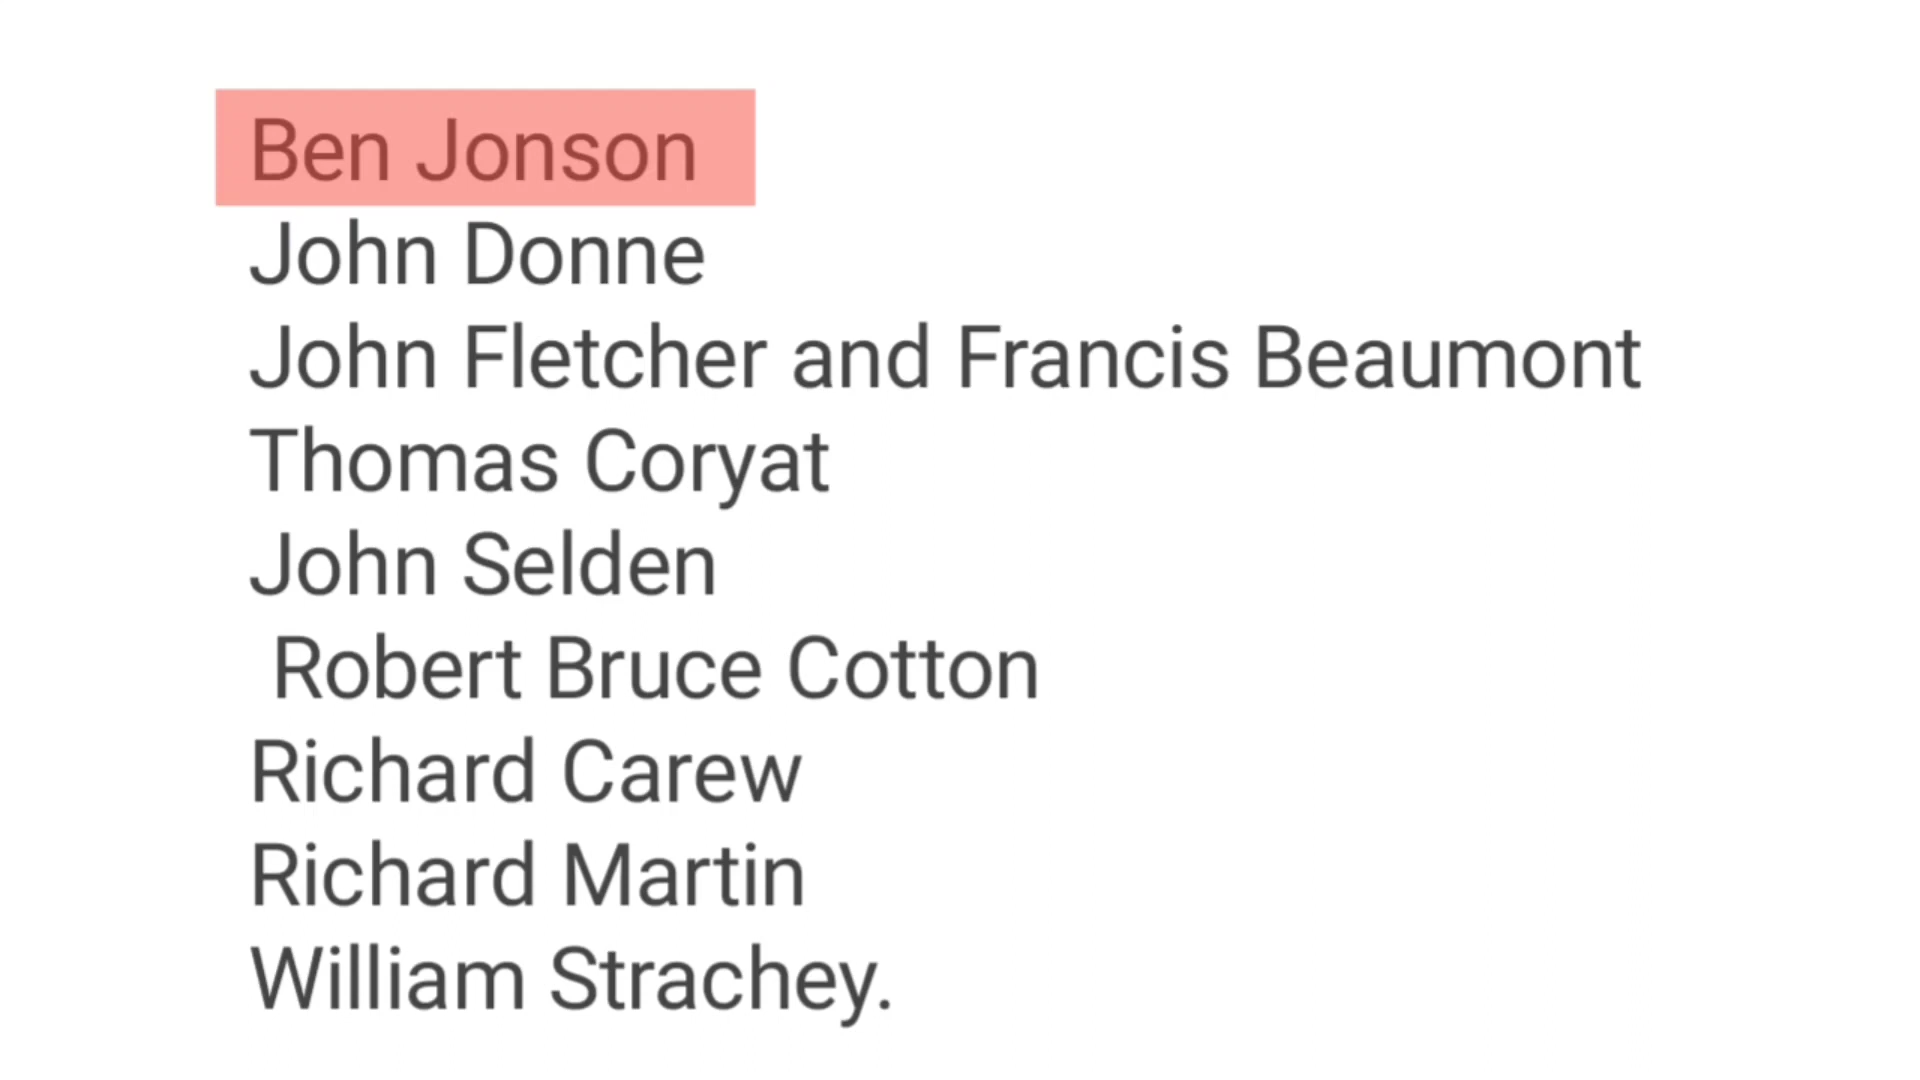 Ben Jonson
John Donne
John Fletcher and Francis Beaumont
Thomas Coryat
John Selden
Robert Bruce Cotton
Richard Carew
Richard Martin
William Strachey.